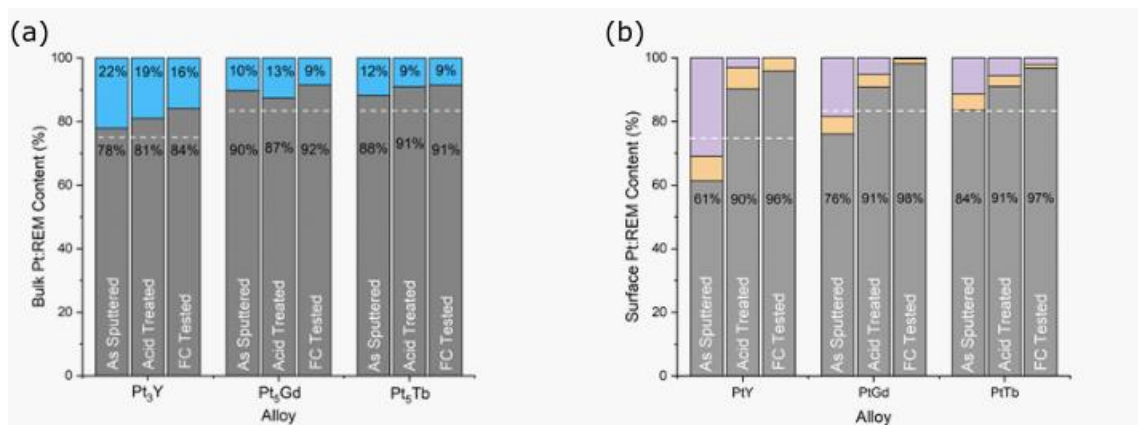 (a)
Bulk Pt:REM Content (%)
100
80
60
40
20
0
22% 19% 16%
10% 13% 9%
12% 9% 9%
78% 81% 84%
90% 87% 92%
88% 91% 91%
As Sputtered
Acid Treated
FC Tested
As Sputtered
Acid Treated
FC Tested
As Sputtered
Acid Treated
FC Tested
Pt₃Y Pt₅Gd Pt₅Tb
Alloy
(b)
Surface Pt:REM Content (%)
100
80
60
40
20
0
61% 90% 96%
76% 91% 98%
84% 91% 97%
As Sputtered
Acid Treated
FC Tested
As Sputtered
Acid Treated
FC Tested
As Sputtered
Acid Treated
FC Tested
PtY PtGd PtTb
Alloy